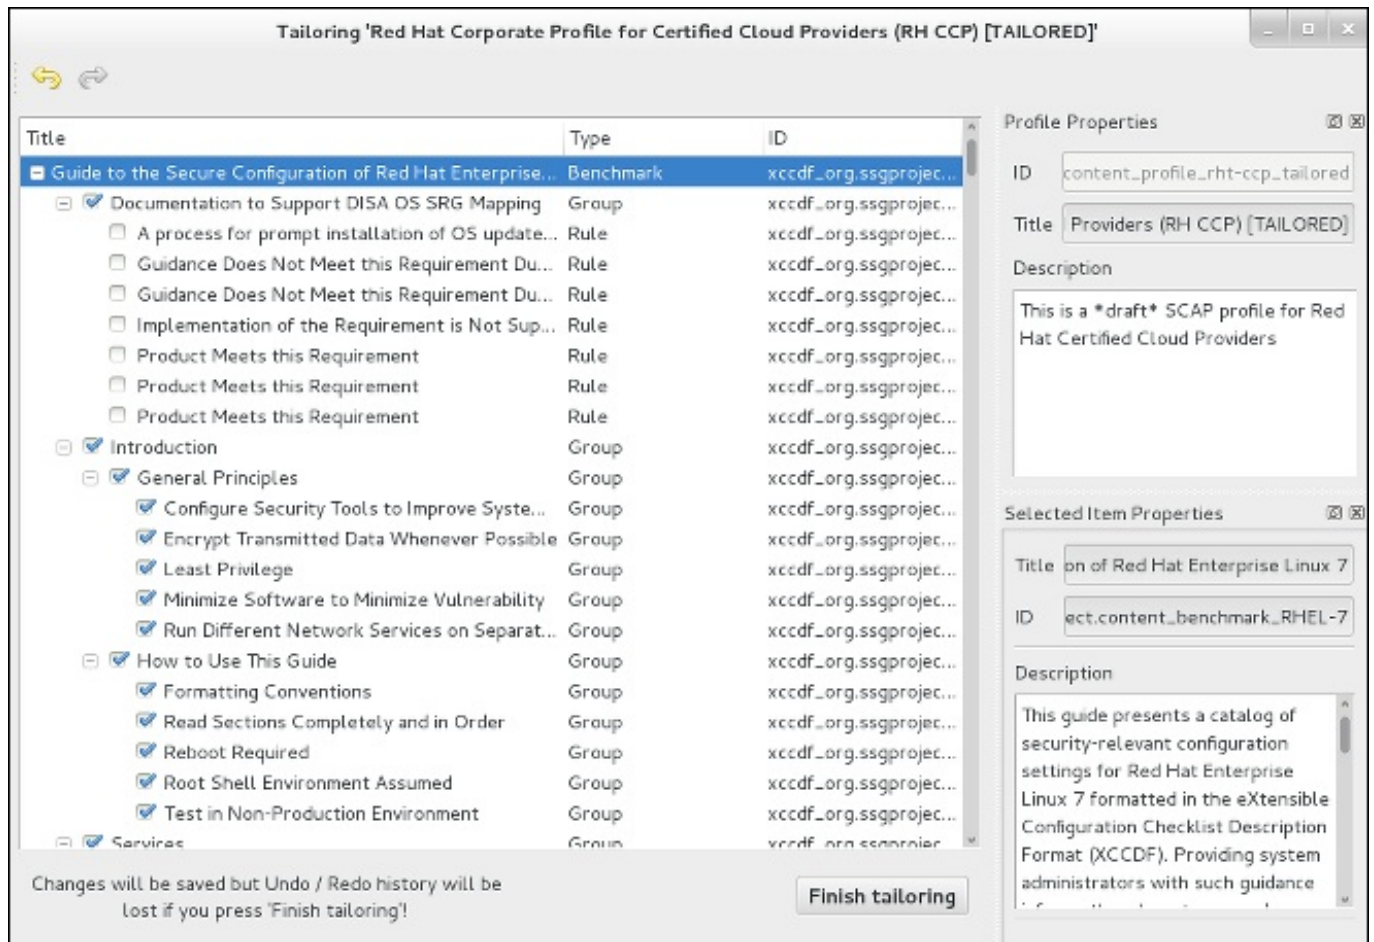 Tailoring 'Red Hat Corporate Profile for Certified Cloud Providers (RH CCP) [TAILORED]'
Title Type ID
Guide to the Secure Configuration of Red Hat Enterprise... Benchmark xccdf_org.ssgprojec...
Documentation to Support DISA OS SRG Mapping Group xccdf_org.ssgprojec...
A process for prompt installation of OS update... Rule xccdf_org.ssgprojec...
Guidance Does Not Meet this Requirement Du... Rule xccdf_org.ssgprojec...
Guidance Does Not Meet this Requirement Du... Rule xccdf_org.ssgprojec...
Implementation of the Requirement is Not Sup... Rule xccdf_org.ssgprojec...
Product Meets this Requirement Rule xccdf_org.ssgprojec...
Product Meets this Requirement Rule xccdf_org.ssgprojec...
Product Meets this Requirement Rule xccdf_org.ssgprojec...
Introduction Group xccdf_org.ssgprojec...
General Principles Group xccdf_org.ssgprojec...
Configure Security Tools to Improve Syste... Group xccdf_org.ssgprojec...
Encrypt Transmitted Data Whenever Possible Group xccdf_org.ssgprojec...
Least Privilege Group xccdf_org.ssgprojec...
Minimize Software to Minimize Vulnerability Group xccdf_org.ssgprojec...
Run Different Network Services on Separat... Group xccdf_org.ssgprojec...
How to Use This Guide Group xccdf_org.ssgprojec...
Formatting Conventions Group xccdf_org.ssgprojec...
Read Sections Completely and in Order Group xccdf_org.ssgprojec...
Reboot Required Group xccdf_org.ssgprojec...
Root Shell Environment Assumed Group xccdf_org.ssgprojec...
Test in Non-Production Environment Group xccdf_org.ssgprojec...
Services Group xccdf_org.ssgprojec...
Changes will be saved but Undo / Redo history will be
lost if you press 'Finish tailoring'!
Finish tailoring
Profile Properties
ID content_profile_rht-ccp_tailored
Title Providers (RH CCP) [TAILORED]
Description
This is a *draft* SCAP profile for Red
Hat Certified Cloud Providers
Selected Item Properties
Title on of Red Hat Enterprise Linux 7
ID ect.content_benchmark_RHEL-7
Description
This guide presents a catalog of
security-relevant configuration
settings for Red Hat Enterprise
Linux 7 formatted in the eXtensible
Configuration Checklist Description
Format (XCCDF). Providing system
administrators with such guidance